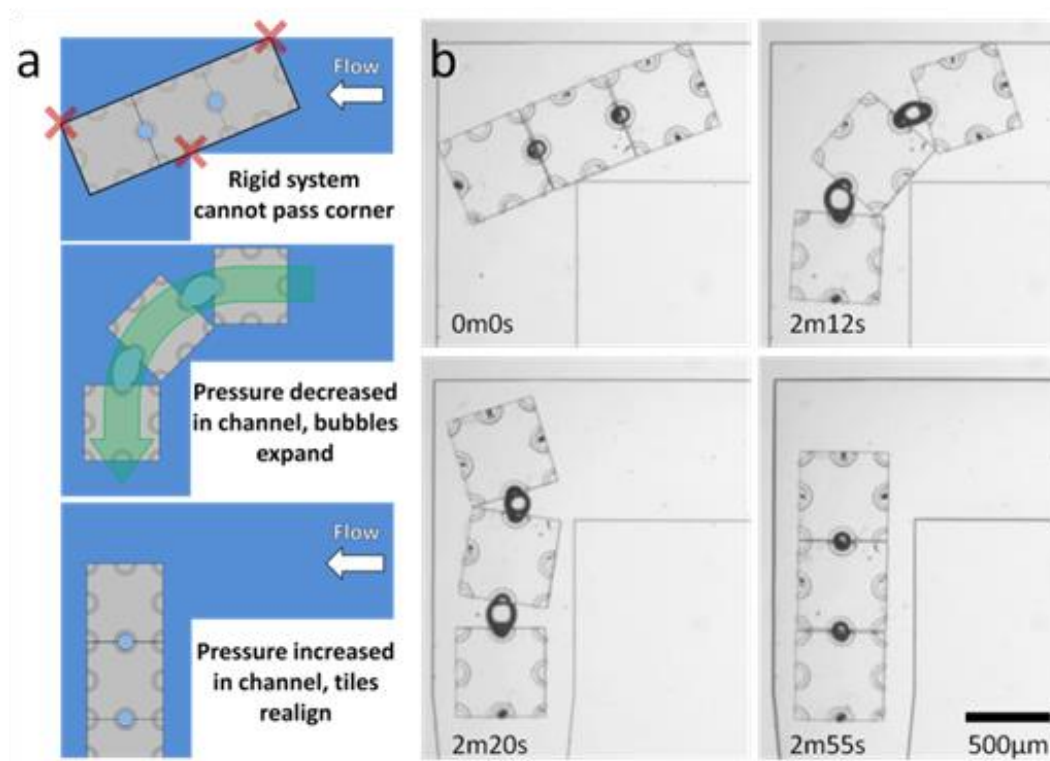 a
Flow
Rigid system
cannot pass corner
Pressure decreased
in channel, bubbles
expand
Flow
Pressure increased
in channel, tiles
realign
b
0m0s
2m12s
2m20s
2m55s
500µm